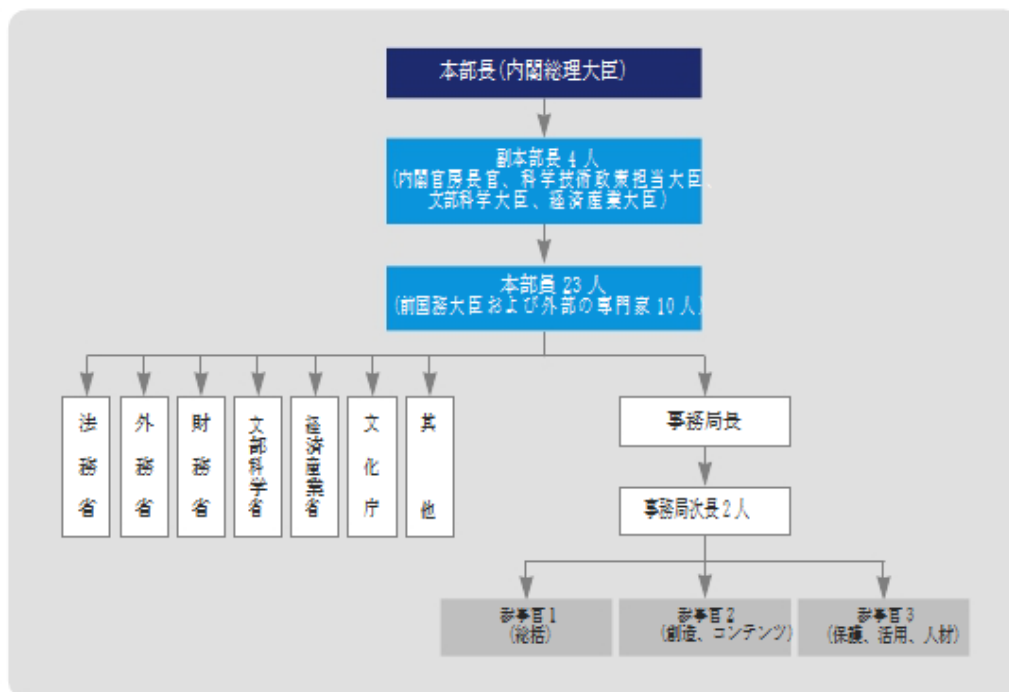 本部長(内閣総理大臣)
副本部長4人
(内閣官房長官、科学技術政策担当大臣、
文部科学大臣、経済産業大臣)
本部員23人
(前国務大臣および外部の専門家10人)
法務省
外務省
財務省
文部科学省
経済産業省
文化庁
其他
事務局長
事務局次長2人
参事官1
(総括)
参事官2
(創造、コンテンツ)
参事官3
(保護、活用、人材)